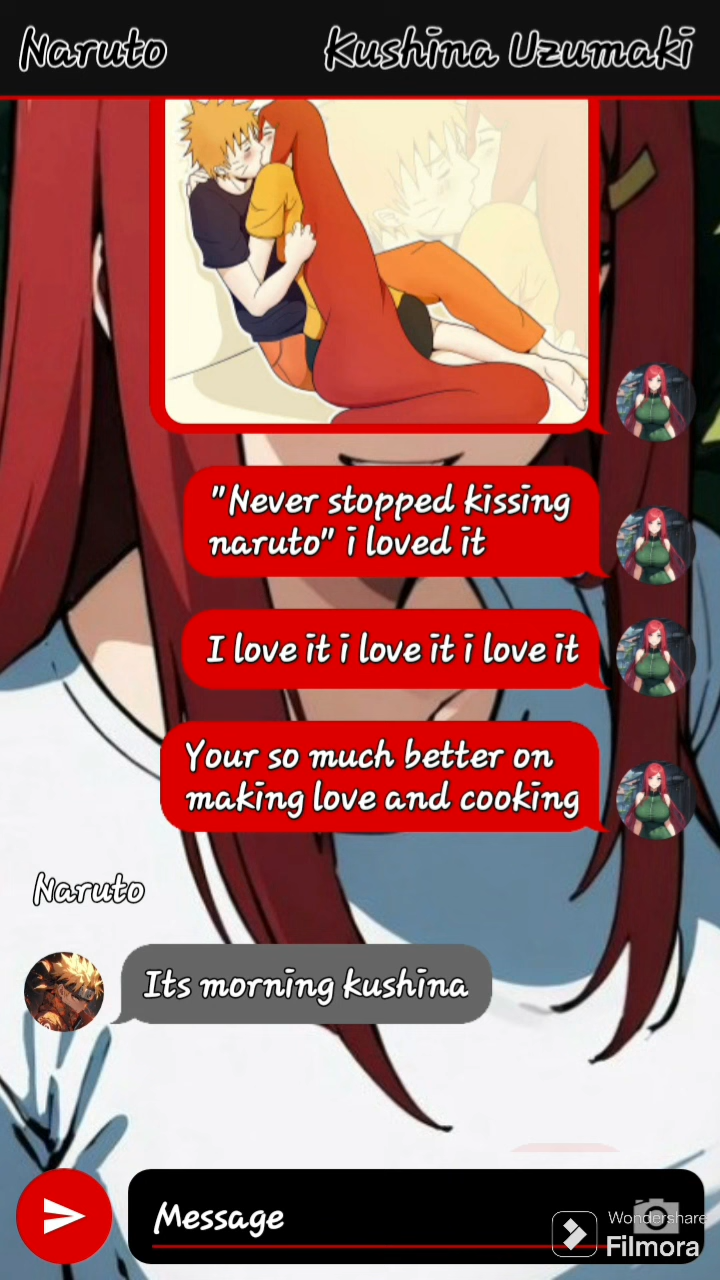 Naruto
Kushina Uzumaki
"Never stopped kissing
naruto" i loved it
I love it i love it i love it
Your so much better on
making love and cooking
Naruto
Its morning kushina
Message
Wondershare
Filmora